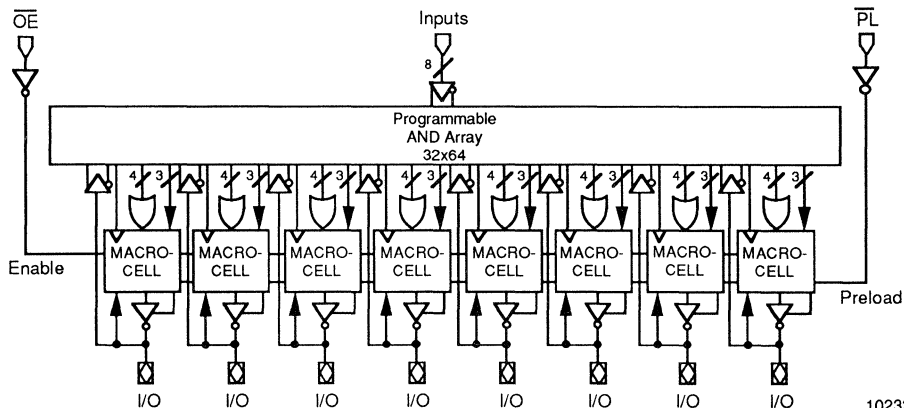 OE Inputs PL
8
Programmable
AND Array
32x64
4 3 4 3 4 3 4 3 4 3 4 3 4 3 4 3
MACRO- MACRO- MACRO- MACRO- MACRO- MACRO- MACRO- MACRO-
CELL CELL CELL CELL CELL CELL CELL CELL
Enable
Preload
I/O I/O I/O I/O I/O I/O I/O I/O